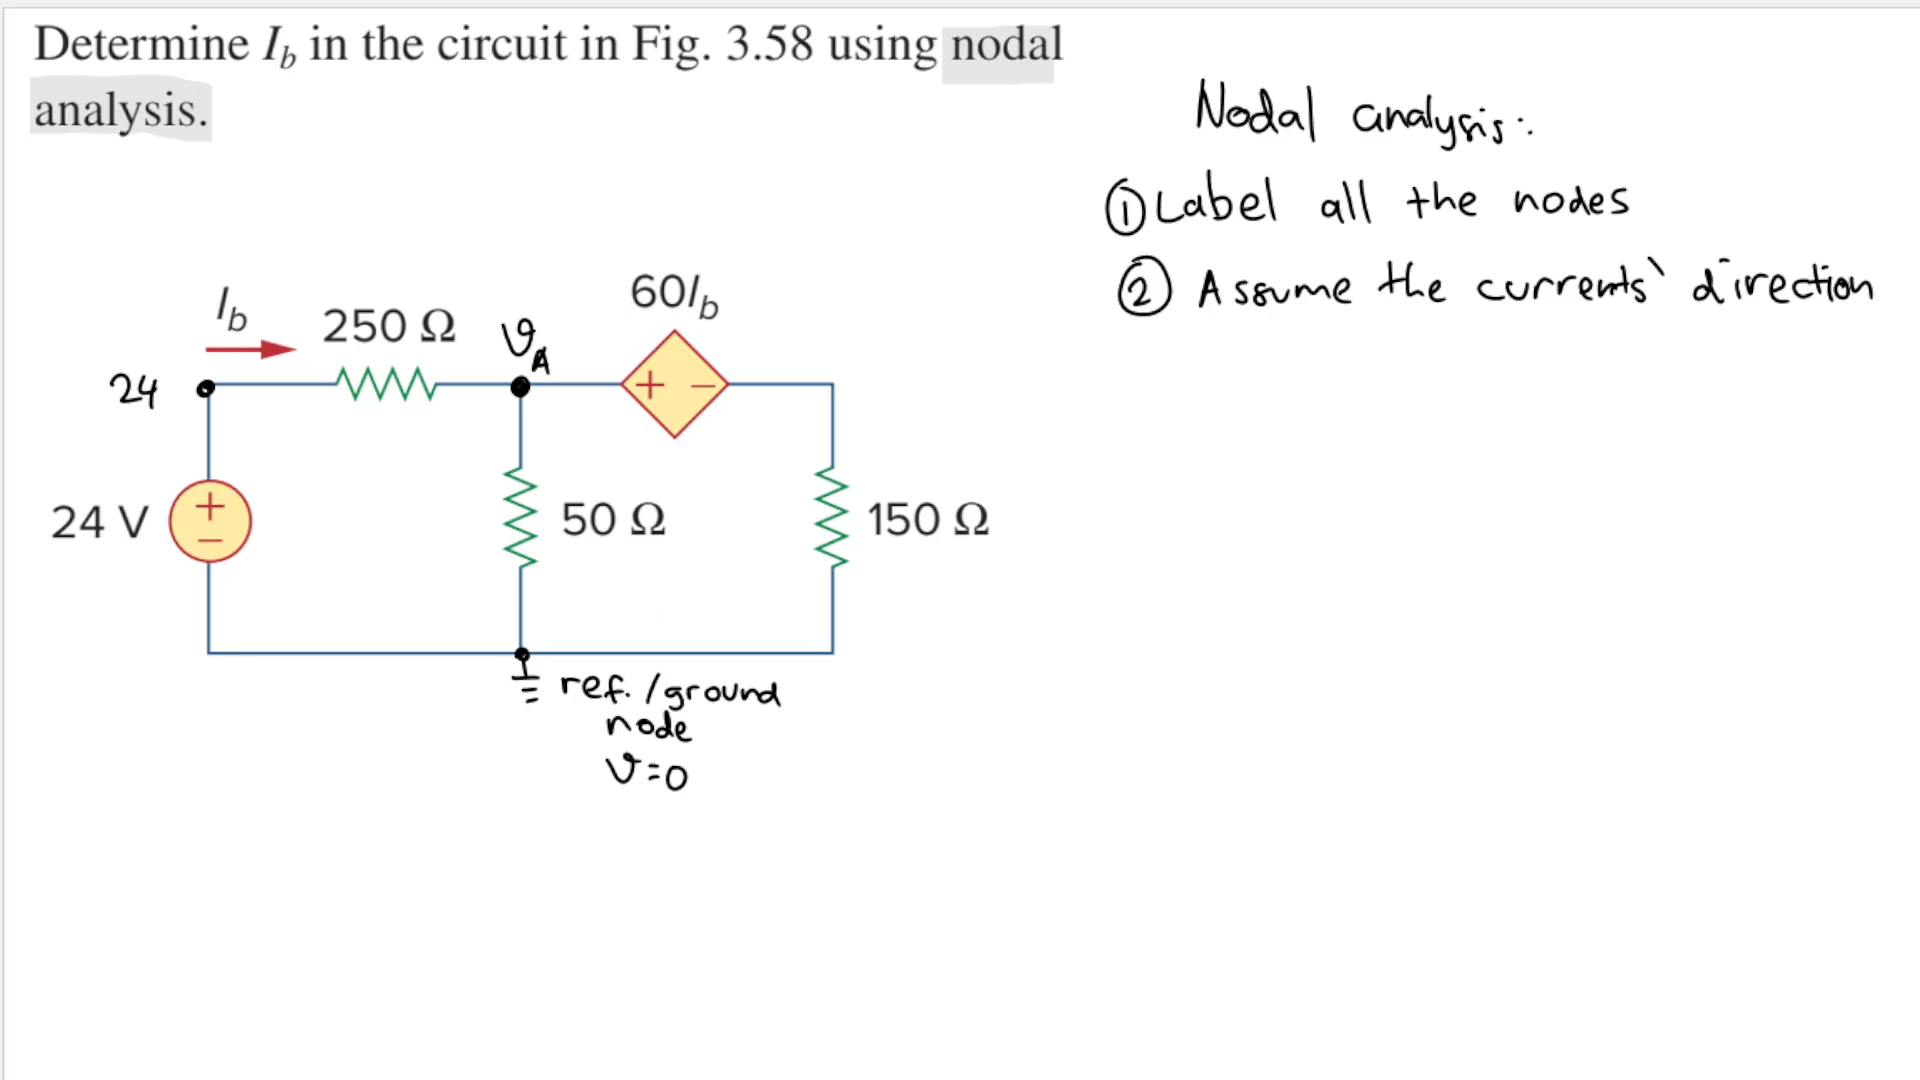 Determine I_b in the circuit in Fig. 3.58 using nodal
analysis.
Nodal analysis:
① Label all the nodes
② Assume the currents' direction
I_b
250 Ω
v_A
60I_b
+ −
24
24 V
+
−
50 Ω
150 Ω
ref. / ground
node
v=0